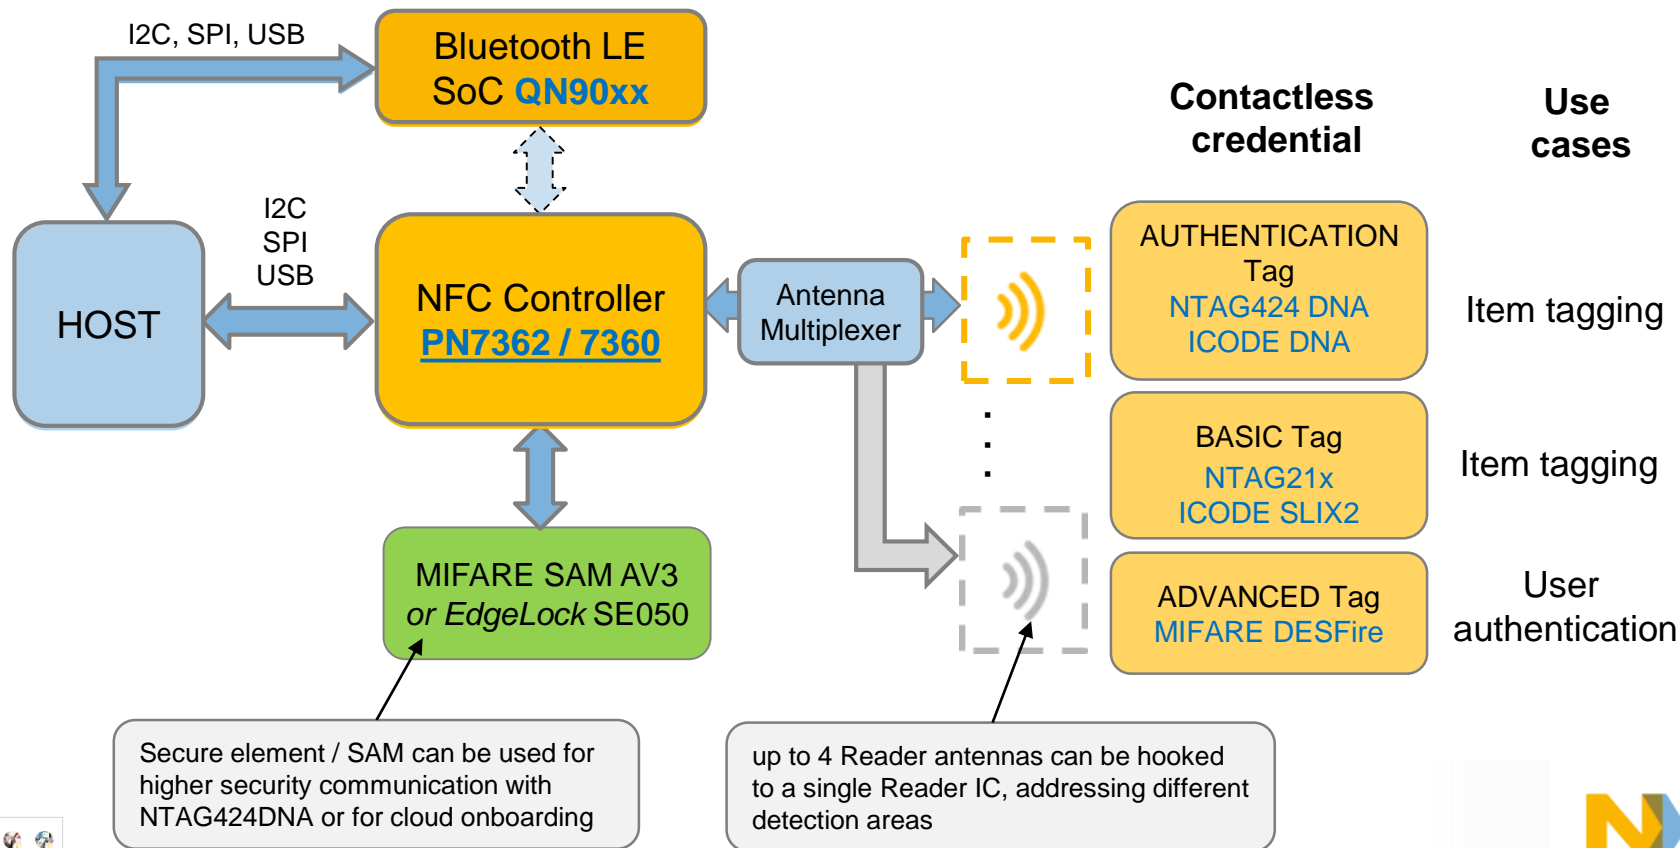 I2C, SPI, USB
Bluetooth LE
SoC QN90xx
Contactless
credential
Use
cases
I2C
SPI
USB
HOST
NFC Controller
PN7362 / 7360
Antenna
Multiplexer
AUTHENTICATION
Tag
NTAG424 DNA
ICODE DNA
Item tagging
BASIC Tag
NTAG21x
ICODE SLIX2
Item tagging
MIFARE SAM AV3
or EdgeLock SE050
ADVANCED Tag
MIFARE DESFire
User
authentication
Secure element / SAM can be used for
higher security communication with
NTAG424DNA or for cloud onboarding
up to 4 Reader antennas can be hooked
to a single Reader IC, addressing different
detection areas